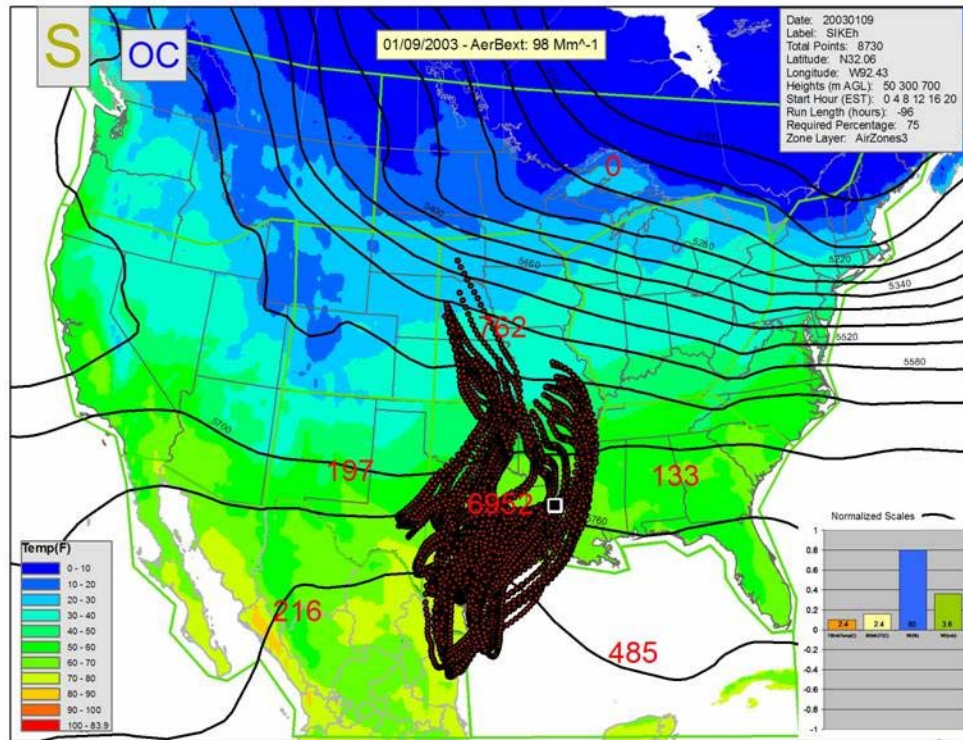 S
OC
01/09/2003 - AerBext: 98 Mm^-1
Date: 20030109
Label: SIKEh
Total Points: 8730
Latitude: N32.06
Longitude: W92.43
Heights (m AGL): 50 300 700
Start Hour (EST): 0 4 8 12 16 20
Run Length (hours): -96
Required Percentage: 75
Zone Layer: AirZones3
0
5400
5280
5460
5220
5340
762
5520
5580
5700
197
133
6952
5760
216
485
Temp(F)
0 - 10
10 - 20
20 - 30
30 - 40
40 - 50
50 - 60
60 - 70
70 - 80
80 - 90
90 - 100
100 - 83.9
Normalized Scales
1
0.8
0.6
0.4
0.2
0
-0.2
-0.4
-0.6
-0.8
-1
2.4
2.4
3.6